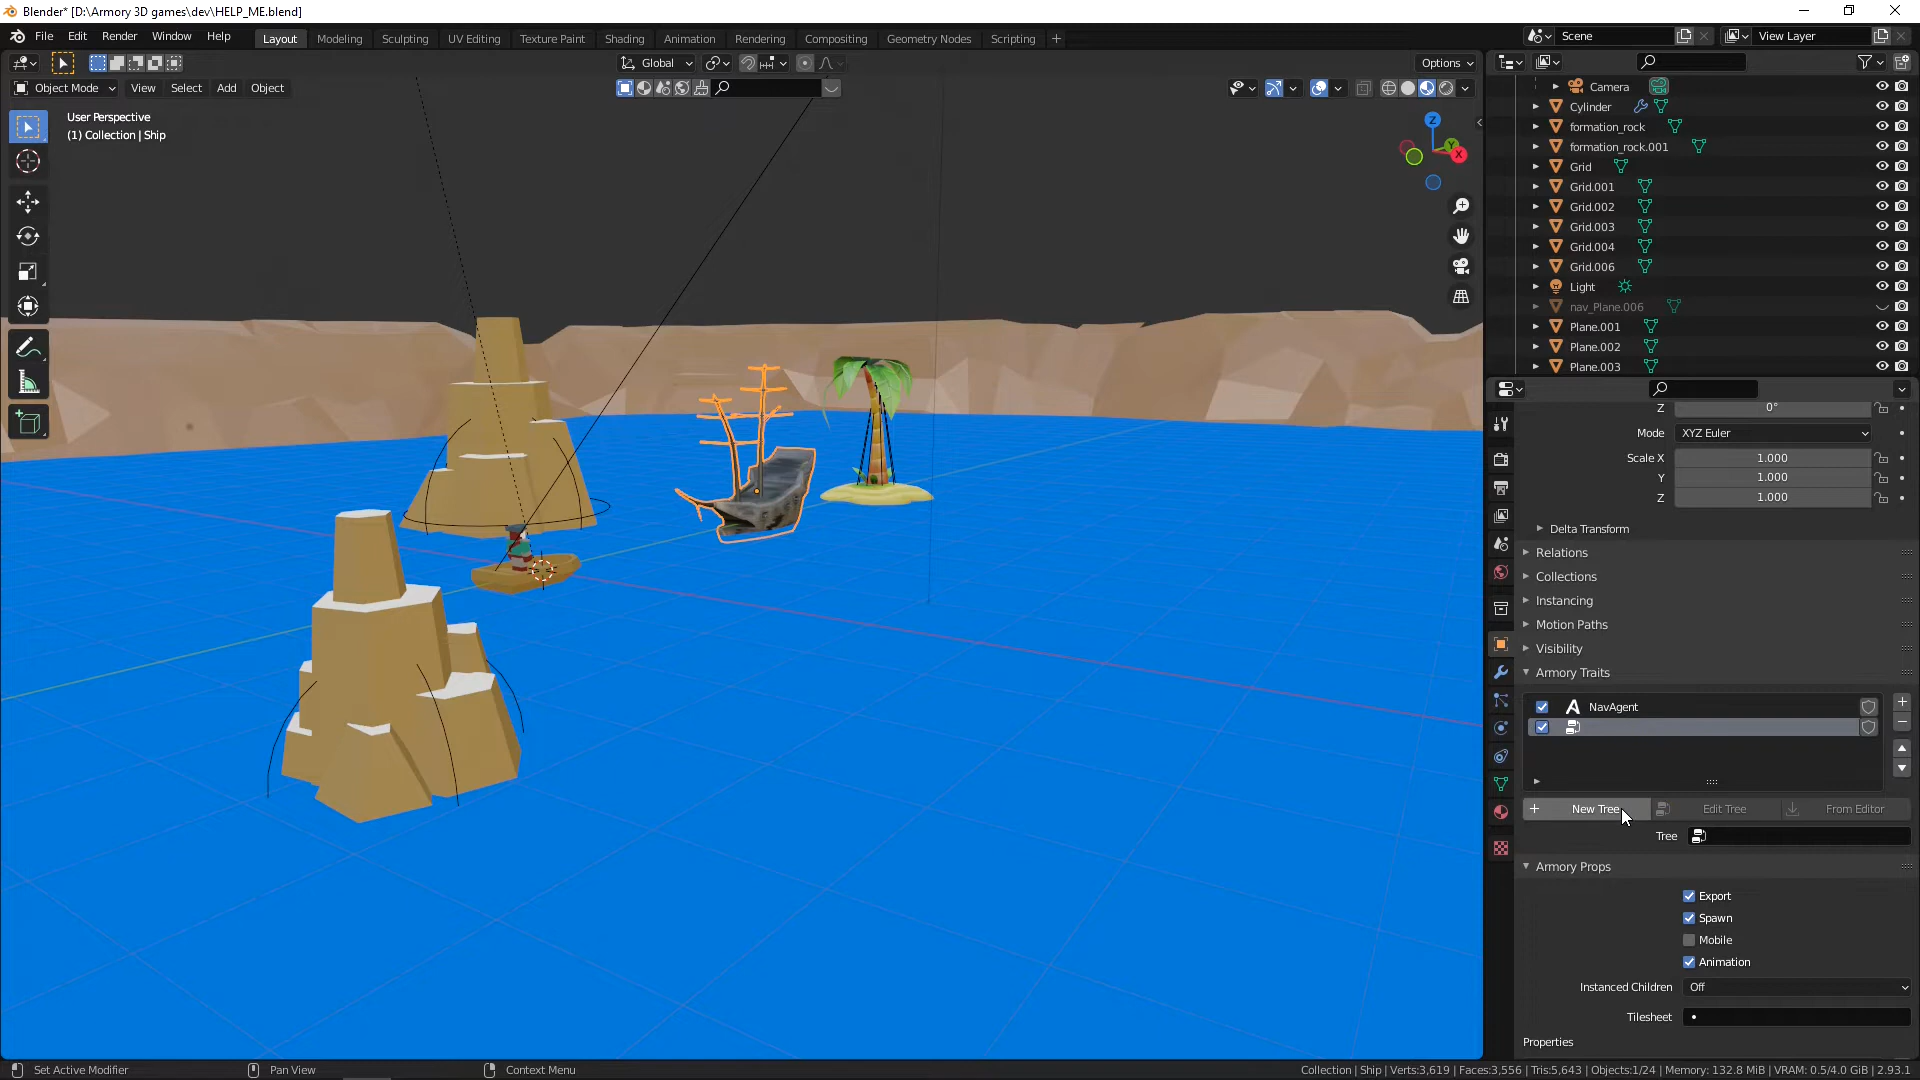 Blender* [D:\Armory 3D games\dev\HELP_ME.blend]
File Edit Render Window Help
Layout Modeling Sculpting UV Editing Texture Paint Shading Animation Rendering Compositing Geometry Nodes Scripting +
Scene
View Layer
Global
Options
Object Mode View Select Add Object
User Perspective
(1) Collection | Ship
Z
Y
X
Camera
Cylinder
formation_rock
formation_rock.001
Grid
Grid.001
Grid.002
Grid.003
Grid.004
Grid.006
Light
nav_Plane.006
Plane.001
Plane.002
Plane.003
Z 0°
Mode XYZ Euler
Scale X 1.000
Y 1.000
Z 1.000
Delta Transform
Relations
Collections
Instancing
Motion Paths
Visibility
Armory Traits
NavAgent
New Tree Edit Tree From Editor
Tree
Armory Props
Export
Spawn
Mobile
Animation
Instanced Children Off
Tilesheet
Properties
Set Active Modifier Pan View Context Menu
Collection | Ship | Verts:3,619 | Faces:3,556 | Tris:5,643 | Objects:1/24 | Memory: 132.8 MiB | VRAM: 0.5/4.0 GiB | 2.93.1